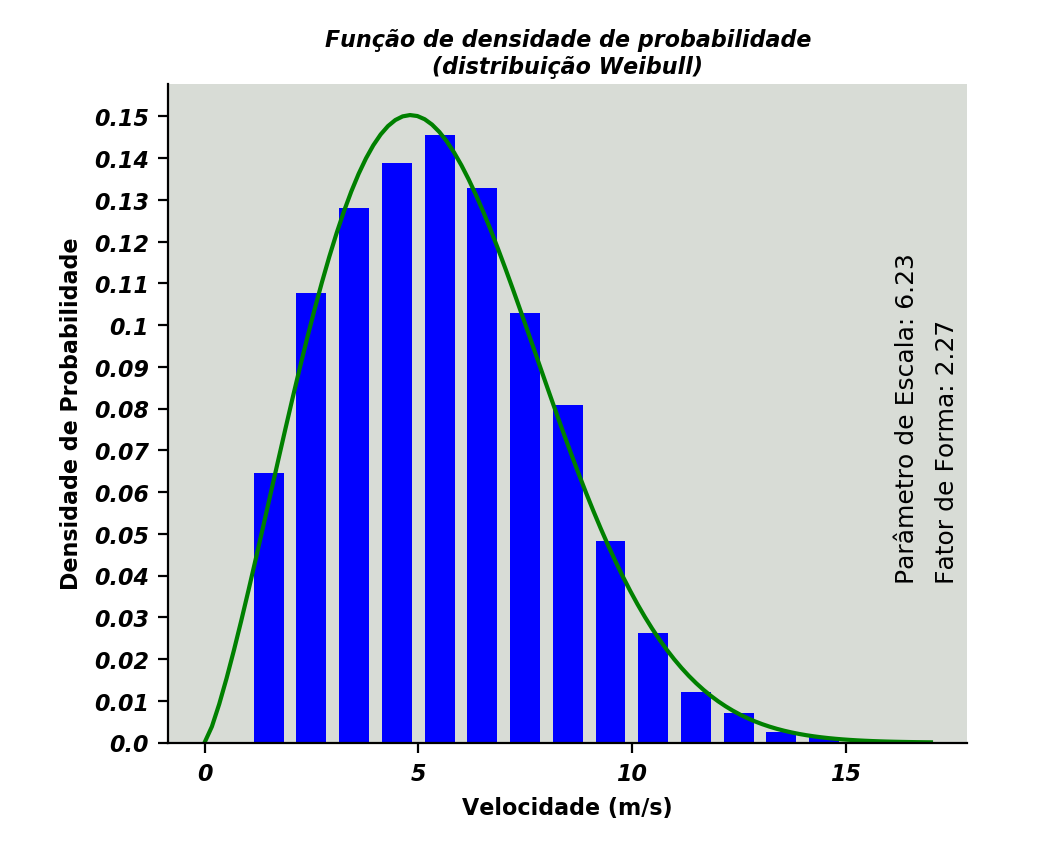 Função de densidade de probabilidade
(distribuição Weibull)
Densidade de Probabilidade
0.15
0.14
0.13
0.12
0.11
0.1
0.09
0.08
0.07
0.06
0.05
0.04
0.03
0.02
0.01
0.0
Parâmetro de Escala: 6.23
Fator de Forma: 2.27
0 5 10 15
Velocidade (m/s)